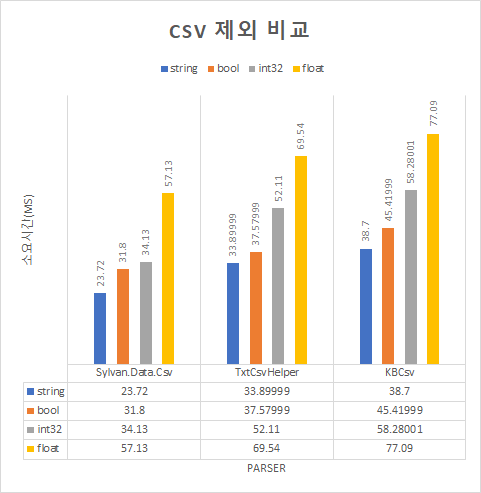 CSV 제외 비교
string bool int32 float
소요시간(MS)
23.72 31.8 34.13 57.13 33.89999 37.57999 52.11 69.54 38.7 45.41999 58.28001 77.09
Sylvan.Data.Csv TxtCsvHelper KBCsv
string 23.72 33.89999 38.7
bool 31.8 37.57999 45.41999
int32 34.13 52.11 58.28001
float 57.13 69.54 77.09
PARSER